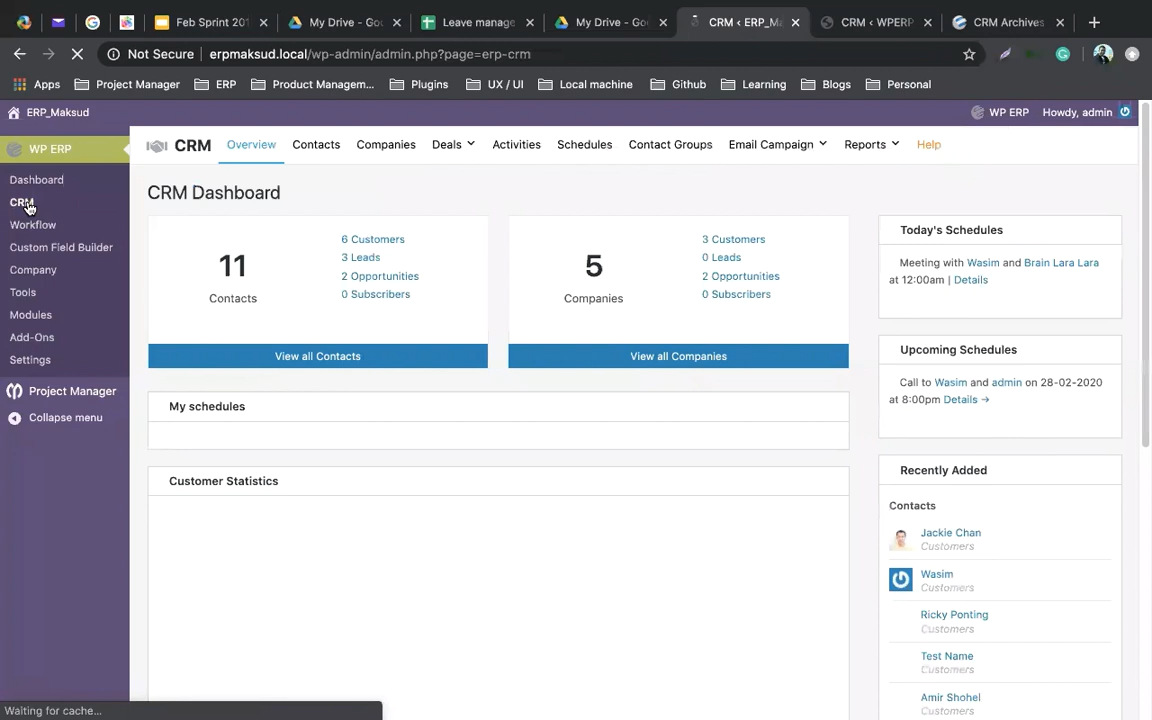 Feb Sprint 201
My Drive - Goo
Leave manage
My Drive - Goo
CRM ‹ ERP_Ma
CRM ‹ WPERP
CRM Archives
Not Secure
erpmaksud.local/wp-admin/admin.php?page=erp-crm
Apps
Project Manager
ERP
Product Managem...
Plugins
UX / UI
Local machine
Github
Learning
Blogs
Personal
ERP_Maksud
WP ERP
Howdy, admin
WP ERP
Dashboard
CRM
Workflow
Custom Field Builder
Company
Tools
Modules
Add-Ons
Settings
Project Manager
Collapse menu
CRM
Overview
Contacts
Companies
Deals
Activities
Schedules
Contact Groups
Email Campaign
Reports
Help
CRM Dashboard
11
Contacts
6 Customers
3 Leads
2 Opportunities
0 Subscribers
View all Contacts
5
Companies
3 Customers
0 Leads
2 Opportunities
0 Subscribers
View all Companies
My schedules
Customer Statistics
Today's Schedules
Meeting with Wasim and Brain Lara Lara
at 12:00am | Details
Upcoming Schedules
Call to Wasim and admin on 28-02-2020
at 8:00pm Details →
Recently Added
Contacts
Jackie Chan
Customers
Wasim
Customers
Ricky Ponting
Customers
Test Name
Customers
Amir Shohel
Customers
Waiting for cache...